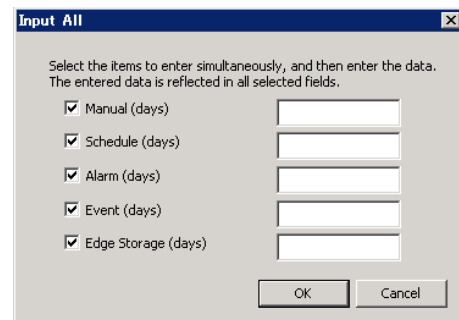 Input All
Select the items to enter simultaneously, and then enter the data.
The entered data is reflected in all selected fields.
Manual (days)
Schedule (days)
Alarm (days)
Event (days)
Edge Storage (days)
OK Cancel